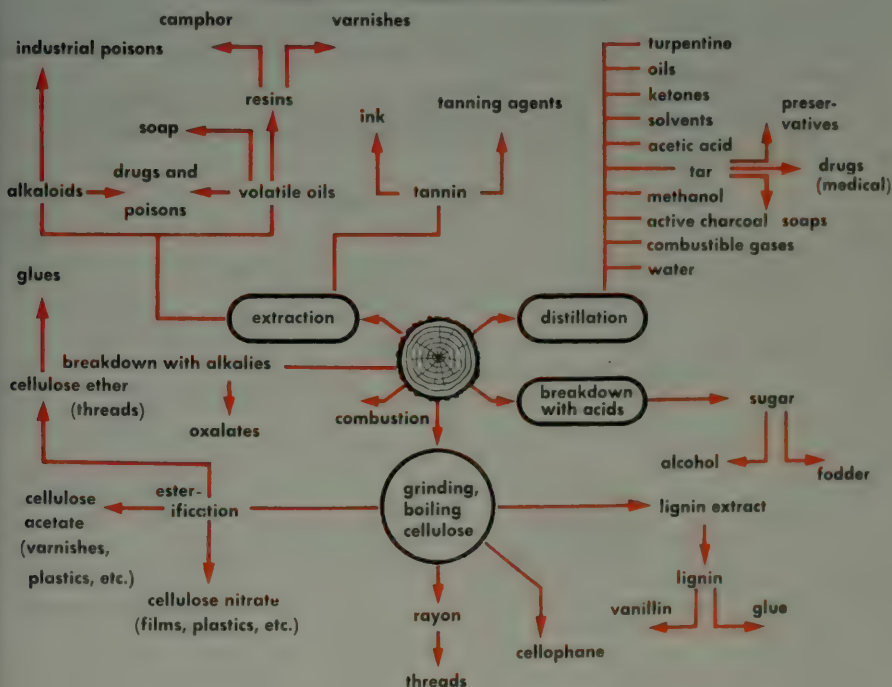 camphor
varnishes
industrial poisons
resins
soap
ink
tanning agents
alkaloids
drugs and
poisons
volatile oils
tannin
turpentine
oils
ketones
solvents
acetic acid
tar
methanol
active charcoal
combustible gases
water
preser-
vatives
drugs
(medical)
soaps
glues
extraction
distillation
breakdown with alkalies
cellulose ether
(threads)
oxalates
combustion
breakdown
with acids
sugar
alcohol
fodder
cellulose
acetate
(varnishes,
plastics, etc.)
ester-
ification
grinding,
boiling
cellulose
lignin extract
cellulose nitrate
(films, plastics, etc.)
lignin
vanillin
glue
rayon
cellophane
threads